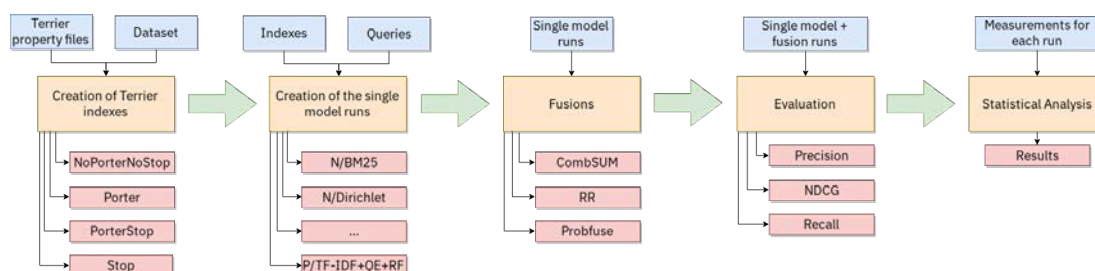 Terrier
property files
Dataset
Creation of Terrier
indexes
NoPorterNoStop
Porter
PorterStop
Stop
Indexes
Queries
Creation of the single
model runs
N/BM25
N/Dirichlet
...
P/TF-IDF+QE+RF
Single model
runs
Fusions
CombSUM
RR
Probfuse
Single model +
fusion runs
Evaluation
Precision
NDCG
Recall
Measurements for
each run
Statistical Analysis
Results